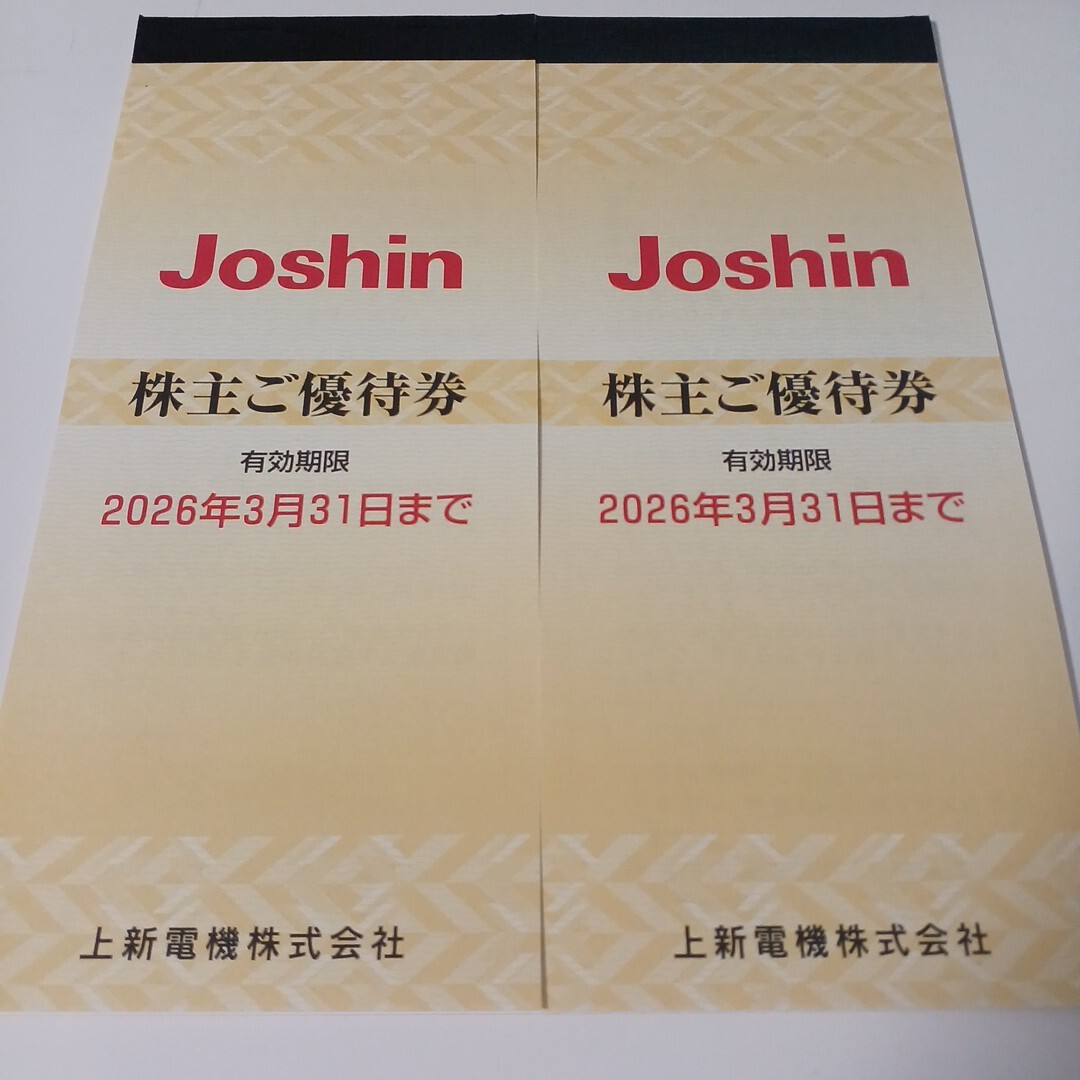 Joshin
株主ご優待券
有効期限
2026年3月31日まで
上新電機株式会社
Joshin
株主ご優待券
有効期限
2026年3月31日まで
上新電機株式会社